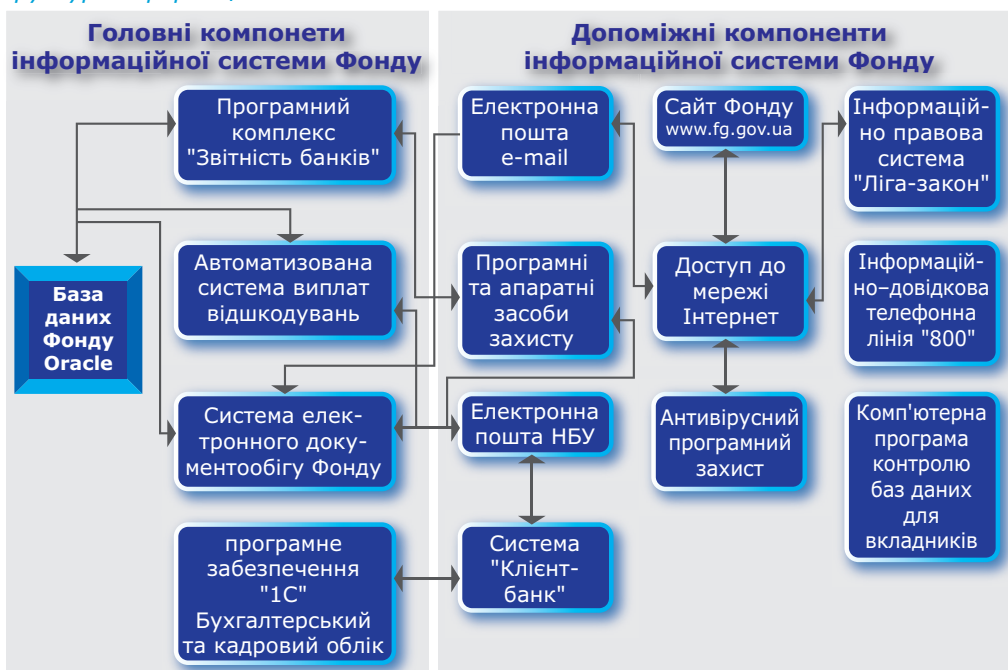 Головні компонети
інформаційної системи Фонду
База
даних
Фонду
Oracle
Програмний
комплекс
"Звітність банків"
Автоматизована
система виплат
відшкодувань
Система елек-
тронного доку-
ментообігу Фонду
програмне
забезпечення
"1С"
Бухгалтерський
та кадровий облік
Допоміжні компоненти
інформаційної системи Фонду
Електронна
пошта
e-mail
Програмні
та апаратні
засоби
захисту
Електронна
пошта НБУ
Система
"Клієнт-
банк"
Сайт Фонду
www.fg.gov.ua
Доступ до
мережі
Інтернет
Антивірусний
програмний
захист
Інформацій-
но правова
система
"Ліга-закон"
Інформацій-
но–довідкова
телефонна
лінія "800"
Комп'ютерна
програма
контролю
баз даних
для
вкладників